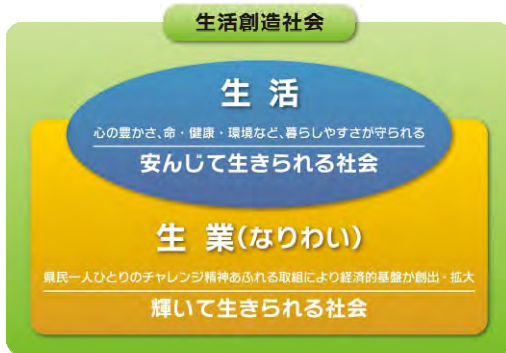 生活創造社会
生 活
心の豊かさ、命・健康・環境など、暮らしやすさが守られる
安んじて生きられる社会
生 業(なりわい)
県民一人ひとりのチャレンジ精神あふれる取組により経済的基盤が創出・拡大
輝いて生きられる社会